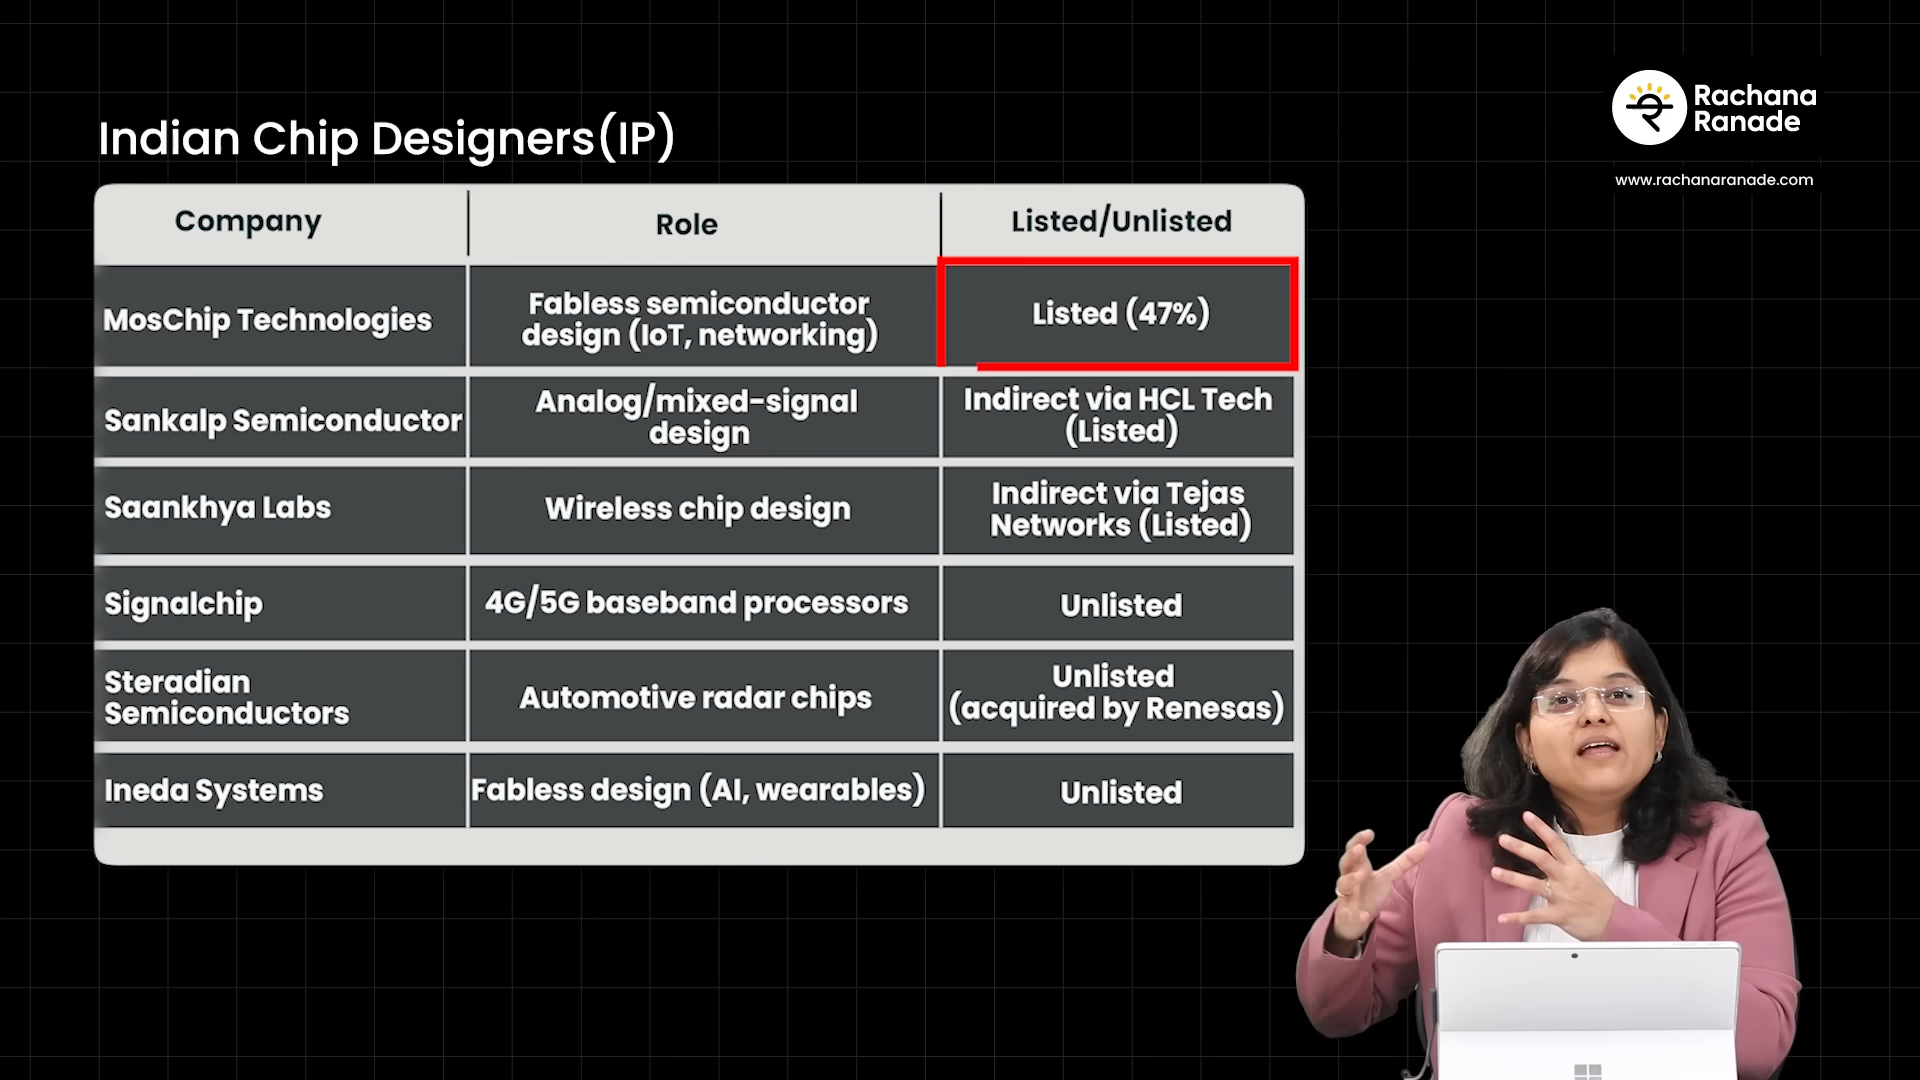 Rachana
Ranade
www.rachanaranade.com
Indian Chip Designers(IP)
Company
Role
Listed/Unlisted
MosChip Technologies
Fabless semiconductor
design (IoT, networking)
Listed (47%)
Sankalp Semiconductor
Analog/mixed-signal
design
Indirect via HCL Tech
(Listed)
Saankhya Labs
Wireless chip design
Indirect via Tejas
Networks (Listed)
Signalchip
4G/5G baseband processors
Unlisted
Steradian
Semiconductors
Automotive radar chips
Unlisted
(acquired by Renesas)
Ineda Systems
Fabless design (AI, wearables)
Unlisted